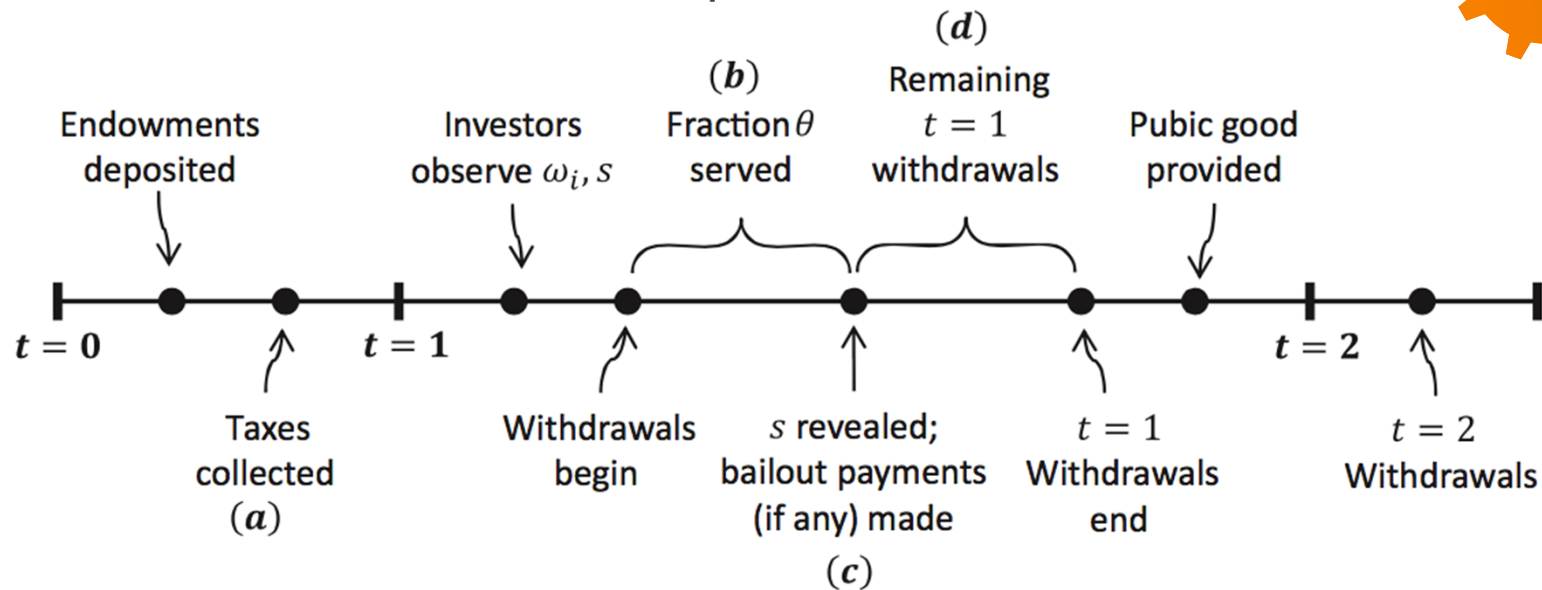 (d)
(b)
Remaining
Endowments
deposited
Investors
observe ωᵢ, s
Fraction θ
served
t = 1
withdrawals
Pubic good
provided
t = 0
t = 1
t = 2
Taxes
collected
(a)
Withdrawals
begin
s revealed;
bailout payments
(if any) made
(c)
t = 1
Withdrawals
end
t = 2
Withdrawals